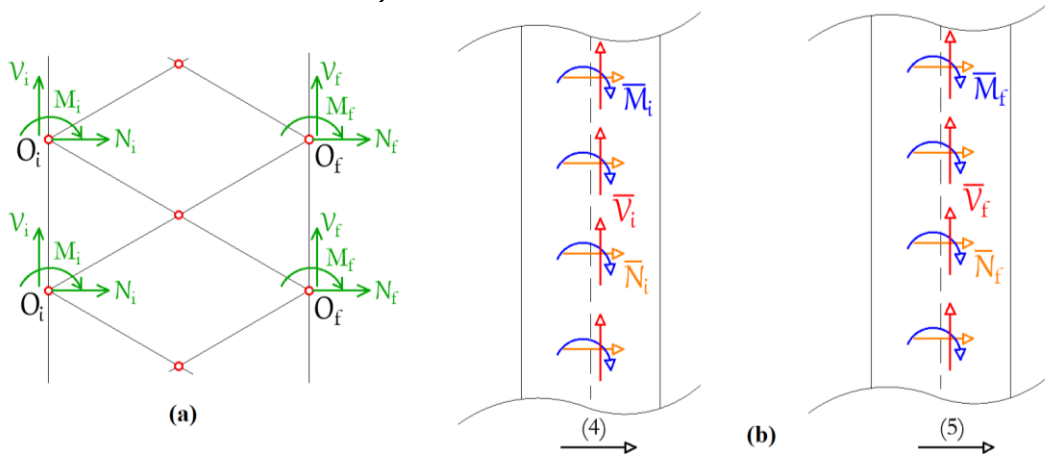 V_i V_f
M_i M_f
O_i N_i O_f N_f
V_i V_f
M_i M_f
O_i N_i O_f N_f
(a)
M̅_i
V̅_i
N̅_i
(4)
(b)
M̅_f
V̅_f
N̅_f
(5)